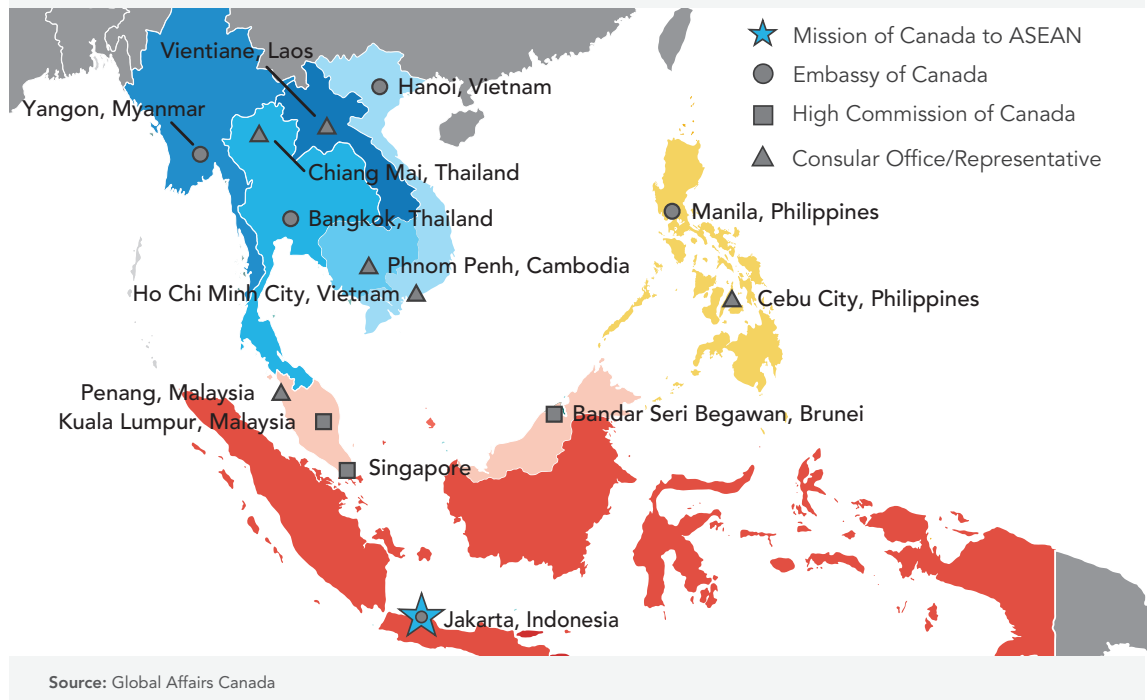 Mission of Canada to ASEAN
Embassy of Canada
High Commission of Canada
Consular Office/Representative
Vientiane, Laos
Hanoi, Vietnam
Yangon, Myanmar
Chiang Mai, Thailand
Bangkok, Thailand
Manila, Philippines
Phnom Penh, Cambodia
Ho Chi Minh City, Vietnam
Cebu City, Philippines
Penang, Malaysia
Kuala Lumpur, Malaysia
Bandar Seri Begawan, Brunei
Singapore
Jakarta, Indonesia
Source: Global Affairs Canada